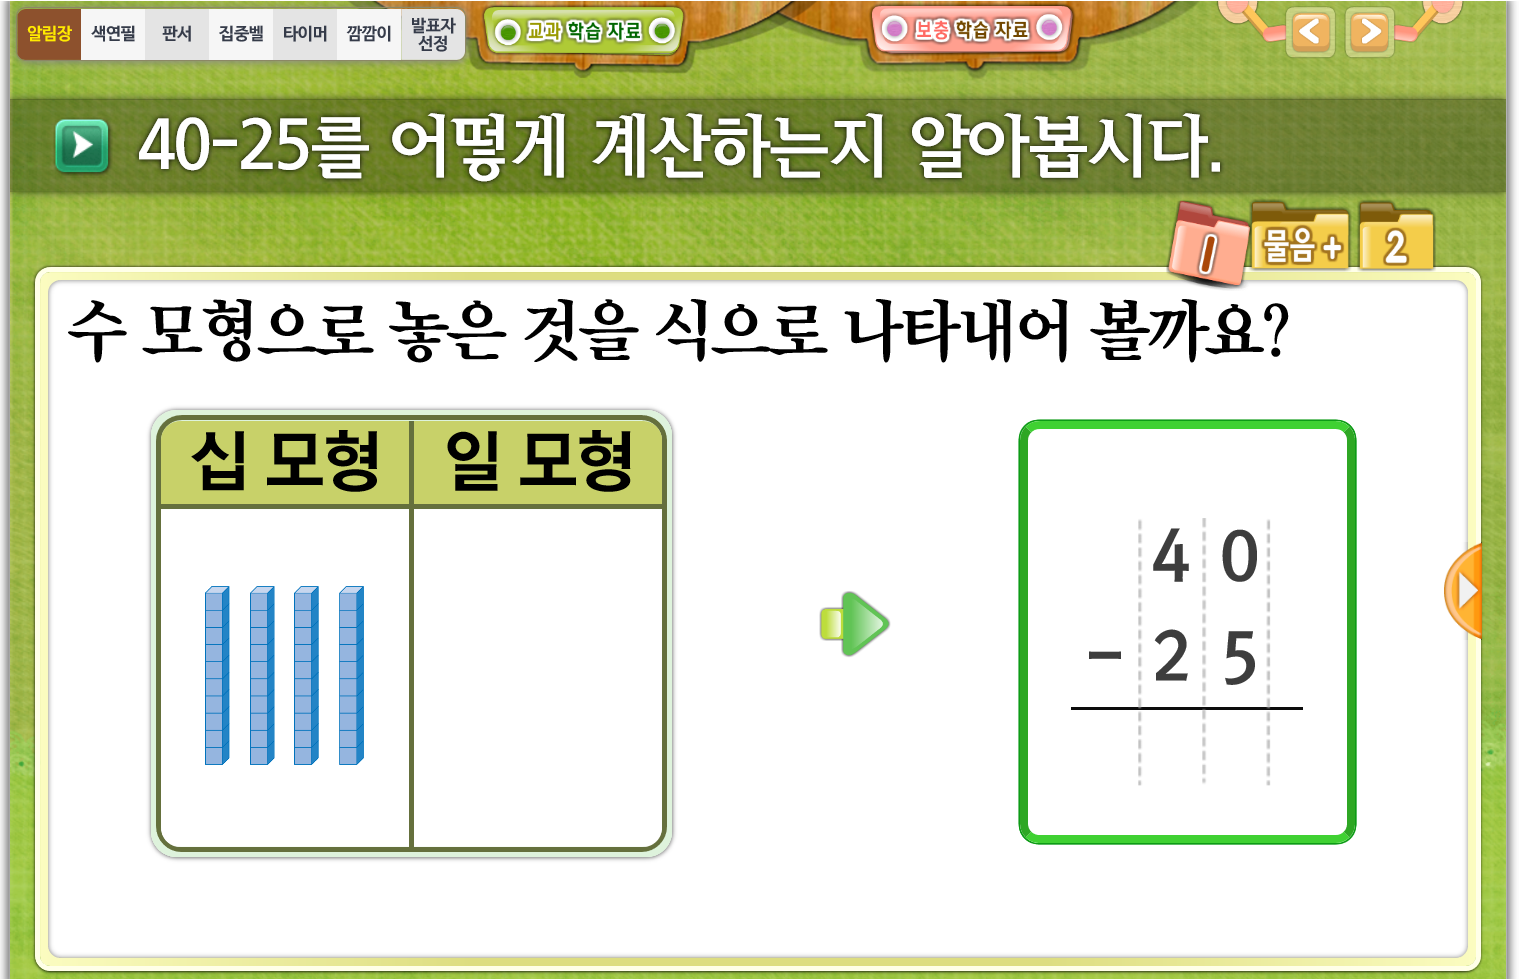 알림장 색연필 판서 집중벨 타이머 깜깜이 발표자 선정
교과 학습 자료
보충 학습 자료
40-25를 어떻게 계산하는지 알아봅시다.
1 물음+ 2
수 모형으로 놓은 것을 식으로 나타내어 볼까요?
십 모형 일 모형
4 0
- 2 5